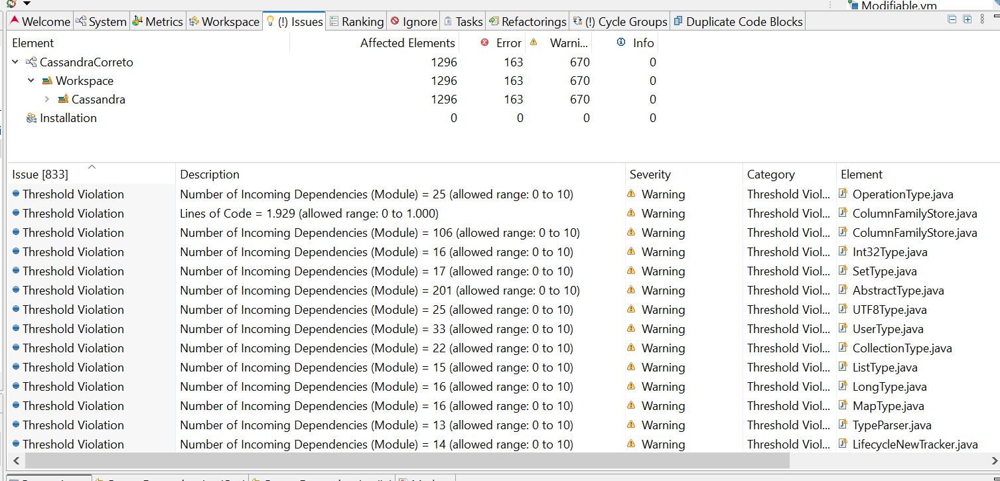 Modifiable.vm
Welcome System Metrics Workspace (!) Issues Ranking Ignore Tasks Refactorings (!) Cycle Groups Duplicate Code Blocks
Element Affected Elements Error Warni... Info
CassandraCorreto 1296 163 670 0
Workspace 1296 163 670 0
Cassandra 1296 163 670 0
Installation 0 0 0 0
Issue [833] Description Severity Category Element
Threshold Violation Number of Incoming Dependencies (Module) = 25 (allowed range: 0 to 10) Warning Threshold Viol... OperationType.java
Threshold Violation Lines of Code = 1.929 (allowed range: 0 to 1.000) Warning Threshold Viol... ColumnFamilyStore.java
Threshold Violation Number of Incoming Dependencies (Module) = 106 (allowed range: 0 to 10) Warning Threshold Viol... ColumnFamilyStore.java
Threshold Violation Number of Incoming Dependencies (Module) = 16 (allowed range: 0 to 10) Warning Threshold Viol... Int32Type.java
Threshold Violation Number of Incoming Dependencies (Module) = 17 (allowed range: 0 to 10) Warning Threshold Viol... SetType.java
Threshold Violation Number of Incoming Dependencies (Module) = 201 (allowed range: 0 to 10) Warning Threshold Viol... AbstractType.java
Threshold Violation Number of Incoming Dependencies (Module) = 25 (allowed range: 0 to 10) Warning Threshold Viol... UTF8Type.java
Threshold Violation Number of Incoming Dependencies (Module) = 33 (allowed range: 0 to 10) Warning Threshold Viol... UserType.java
Threshold Violation Number of Incoming Dependencies (Module) = 22 (allowed range: 0 to 10) Warning Threshold Viol... CollectionType.java
Threshold Violation Number of Incoming Dependencies (Module) = 15 (allowed range: 0 to 10) Warning Threshold Viol... ListType.java
Threshold Violation Number of Incoming Dependencies (Module) = 16 (allowed range: 0 to 10) Warning Threshold Viol... LongType.java
Threshold Violation Number of Incoming Dependencies (Module) = 16 (allowed range: 0 to 10) Warning Threshold Viol... MapType.java
Threshold Violation Number of Incoming Dependencies (Module) = 13 (allowed range: 0 to 10) Warning Threshold Viol... TypeParser.java
Threshold Violation Number of Incoming Dependencies (Module) = 14 (allowed range: 0 to 10) Warning Threshold Viol... LifecycleNewTracker.java